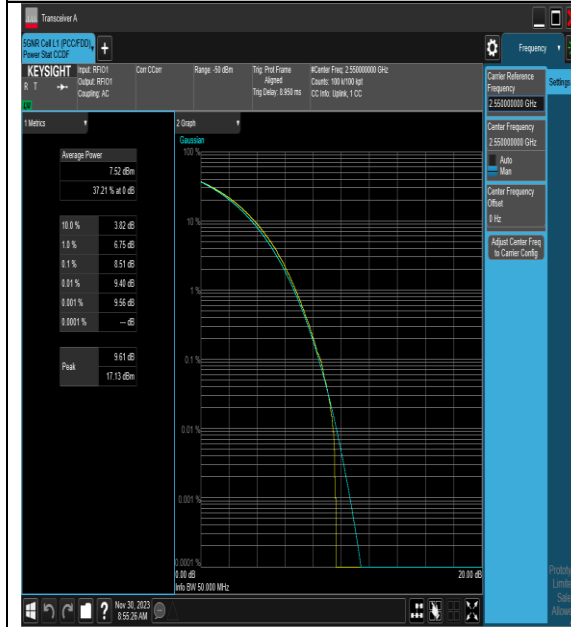 Transceiver A
5GNR Cell L1 (PCC/FDD),
Power Stat CCDF
Frequency
KEYSIGHT
R T
LV
Input: RFIO1
Output: RFIO1
Coupling: AC
Corr CCorr
Range: -50 dBm
Trig: Prot Frame
Aligned
Trig Delay: 8.950 ms
#Center Freq: 2.550000000 GHz
Counts: 100 k/100 kpt
CC Info: Uplink, 1 CC
1 Metrics
Average Power
7.52 dBm
37.21 % at 0 dB
10.0 % 3.82 dB
1.0 % 6.75 dB
0.1 % 8.51 dB
0.01 % 9.40 dB
0.001 % 9.56 dB
0.0001 % --- dB
Peak
9.61 dB
17.13 dBm
2 Graph
Gaussian
100 %
10 %
1 %
0.1 %
0.01 %
0.001 %
0.0001 %
0.00 dB
20.00 dB
Info BW 50.000 MHz
Carrier Reference
Frequency
2.550000000 GHz
Settings
Center Frequency
2.550000000 GHz
Auto
Man
Center Frequency
Offset
0 Hz
Adjust Center Freq
to Carrier Config
?
Nov 30, 2023
8:55:26 AM